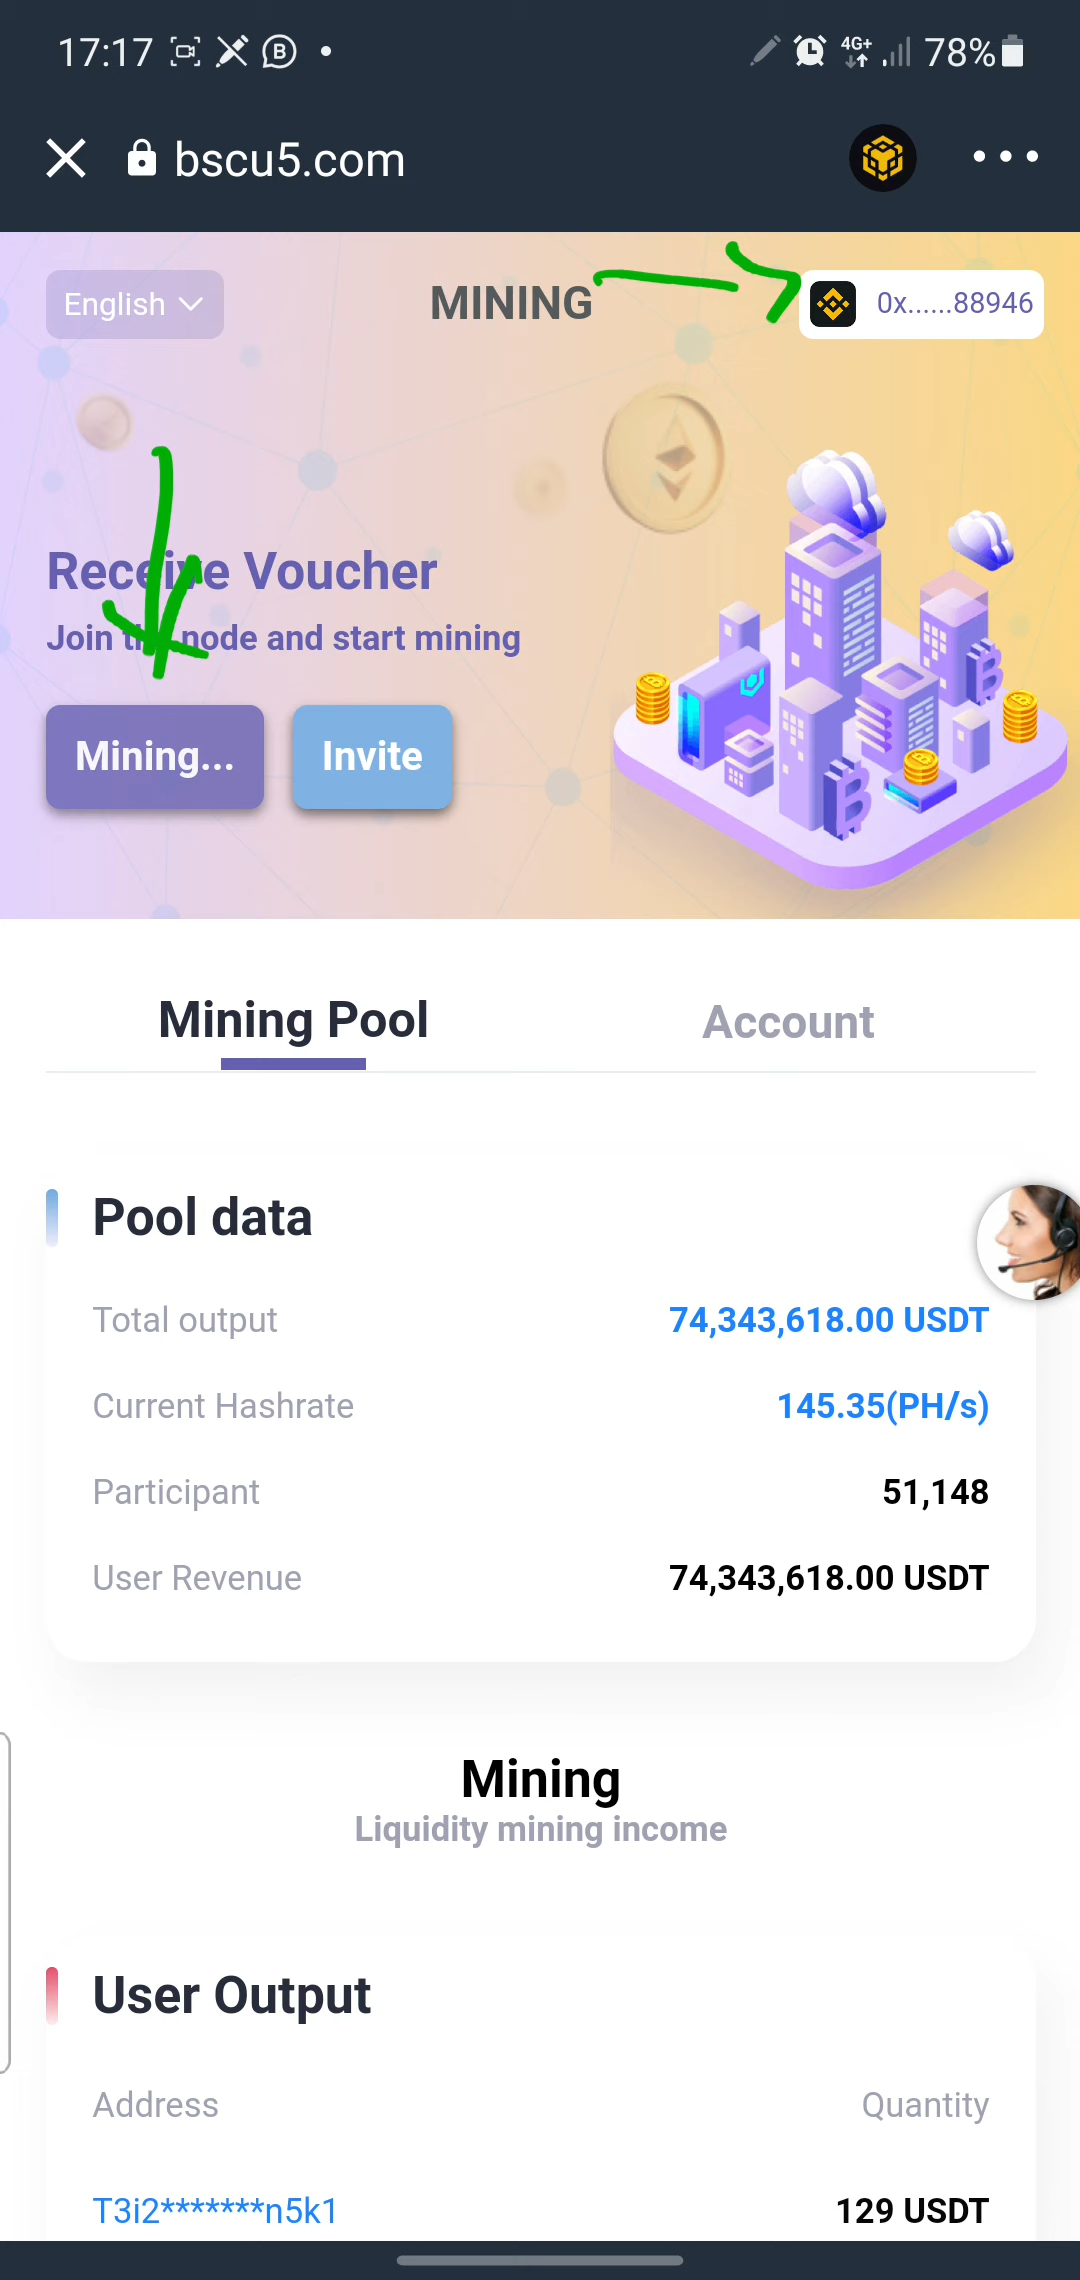 17:17
78%
4G+
bscu5.com
English
MINING
0x......88946
Receive Voucher
Join the node and start mining
Mining...
Invite
Mining Pool
Account
Pool data
Total output
74,343,618.00 USDT
Current Hashrate
145.35(PH/s)
Participant
51,148
User Revenue
74,343,618.00 USDT
Mining
Liquidity mining income
User Output
Address
Quantity
T3i2*******n5k1
129 USDT